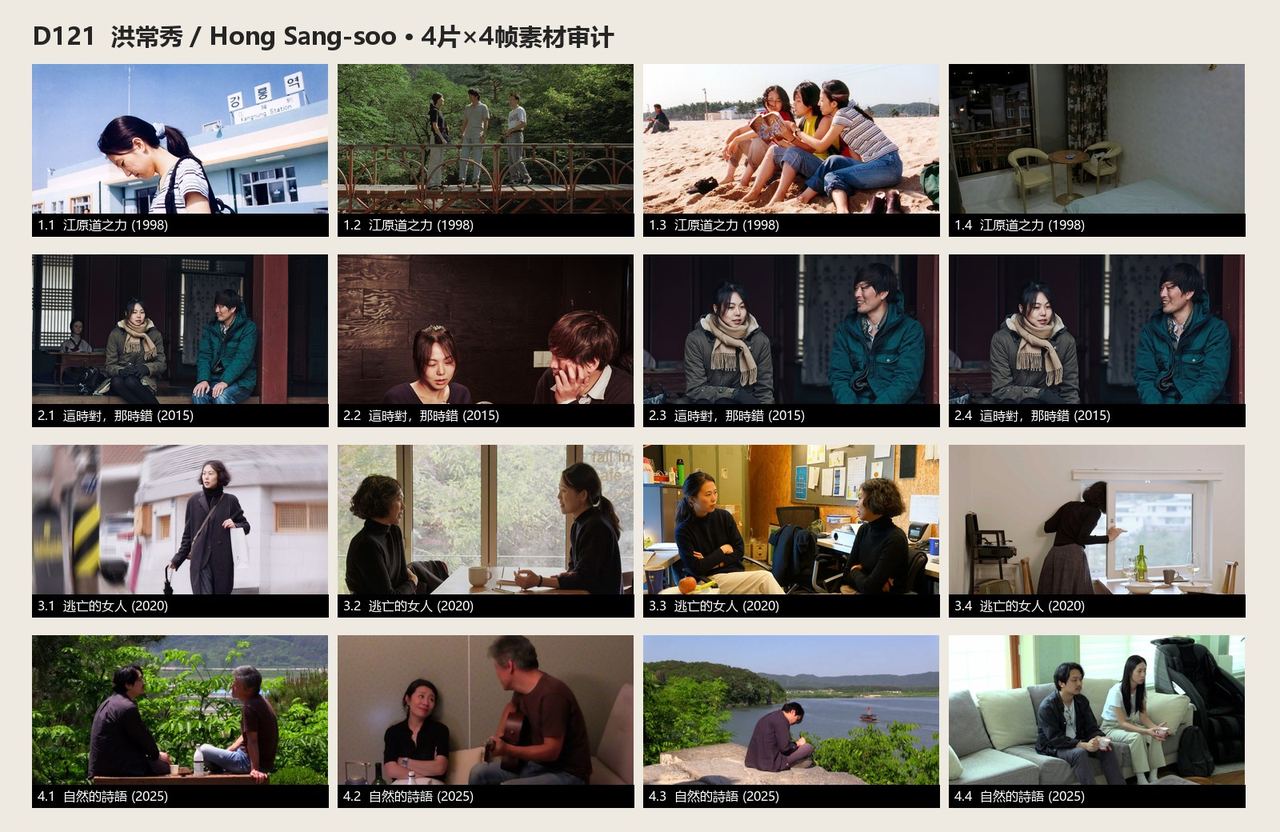 D121 洪常秀 / Hong Sang-soo • 4片×4帧素材审计
강릉역
Kangnung Station
1.1 江原道之力 (1998)
1.2 江原道之力 (1998)
1.3 江原道之力 (1998)
1.4 江原道之力 (1998)
2.1 這時對，那時錯 (2015)
2.2 這時對，那時錯 (2015)
2.3 這時對，那時錯 (2015)
2.4 這時對，那時錯 (2015)
fall in
3.1 逃亡的女人 (2020)
3.2 逃亡的女人 (2020)
3.3 逃亡的女人 (2020)
3.4 逃亡的女人 (2020)
4.1 自然的詩語 (2025)
4.2 自然的詩語 (2025)
4.3 自然的詩語 (2025)
4.4 自然的詩語 (2025)